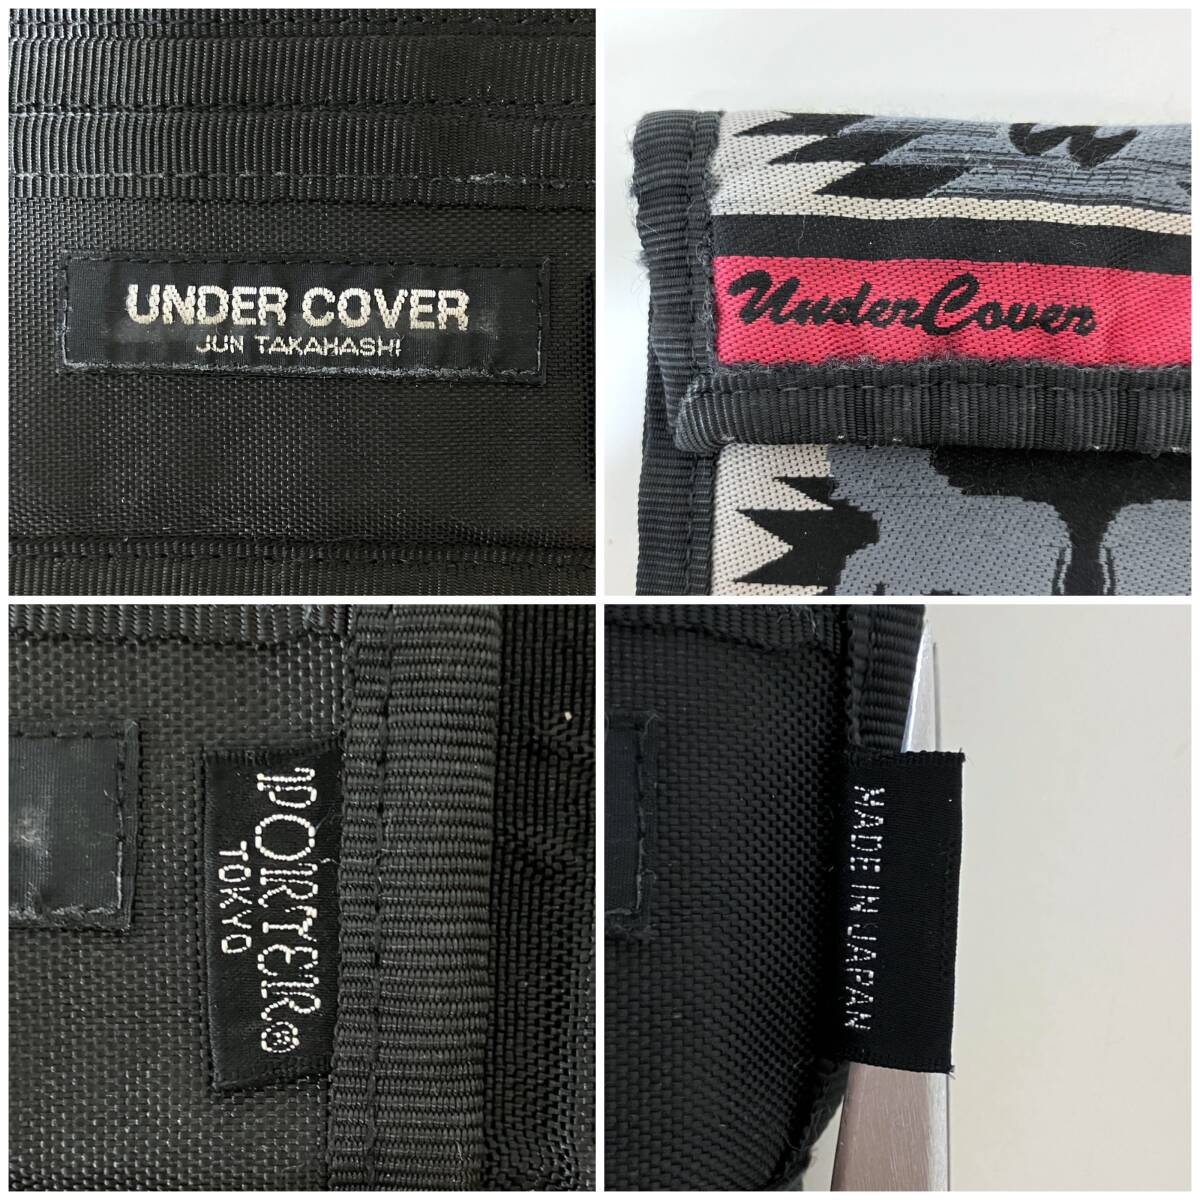 UNDER COVER
JUN TAKAHASHI
UnderCover
PORTER®
TOKYO
MADE IN JAPAN